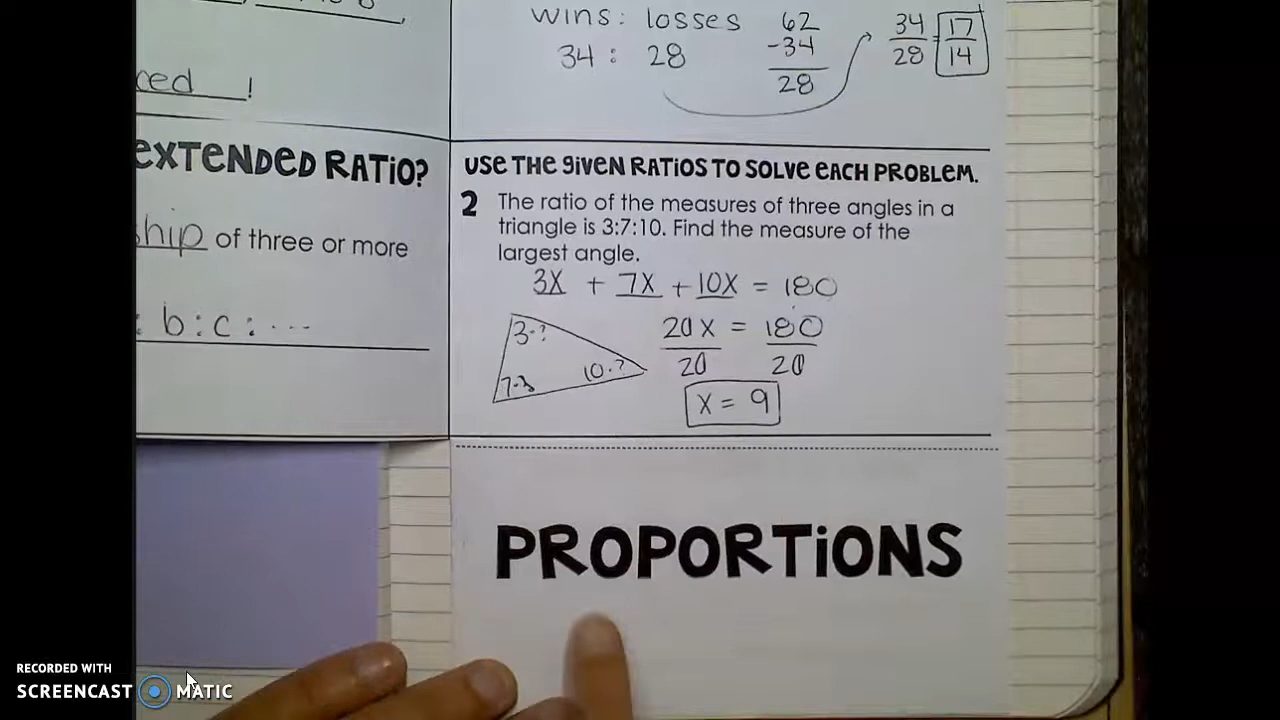 ced !
EXTENDED RATiO?
ship of three or more
: b:c:...
wins: losses
34 : 28
62
-34
28
34/28 = 17/14
USE THE giVEN RATiOS TO SOLVE EACH PROBLEM.
2 The ratio of the measures of three angles in a
triangle is 3:7:10. Find the measure of the
largest angle.
3X + 7X + 10X = 180
3·?
10·?
20X = 180
20 20
X = 9
PROPORTiONS
RECORDED WITH
SCREENCAST MATIC